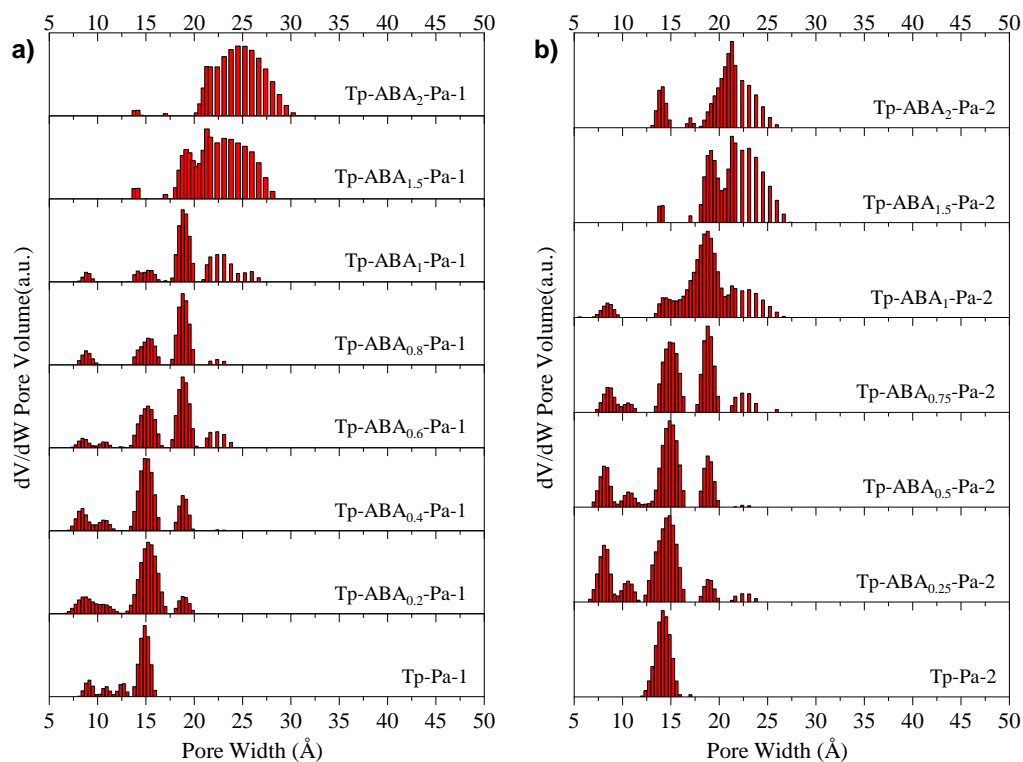 5 10 15 20 25 30 35 40 45 50
a)
Tp-ABA₂-Pa-1
Tp-ABA₁.₅-Pa-1
Tp-ABA₁-Pa-1
Tp-ABA₀.₈-Pa-1
Tp-ABA₀.₆-Pa-1
Tp-ABA₀.₄-Pa-1
Tp-ABA₀.₂-Pa-1
Tp-Pa-1
dV/dW Pore Volume(a.u.)
5 10 15 20 25 30 35 40 45 50
Pore Width (Å)
5 10 15 20 25 30 35 40 45 50
b)
Tp-ABA₂-Pa-2
Tp-ABA₁.₅-Pa-2
Tp-ABA₁-Pa-2
Tp-ABA₀.₇₅-Pa-2
Tp-ABA₀.₅-Pa-2
Tp-ABA₀.₂₅-Pa-2
Tp-Pa-2
dV/dW Pore Volume(a.u.)
5 10 15 20 25 30 35 40 45 50
Pore Width (Å)